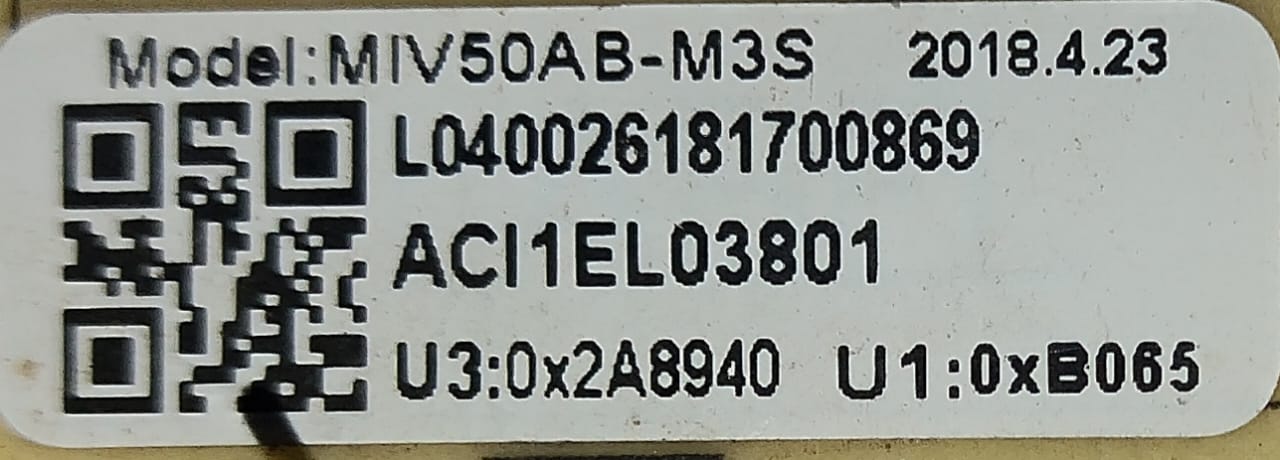 Model:MIV50AB-M3S 2018.4.23
L040026181700869
ACI1EL03801
U3:0x2A8940 U1:0xB065